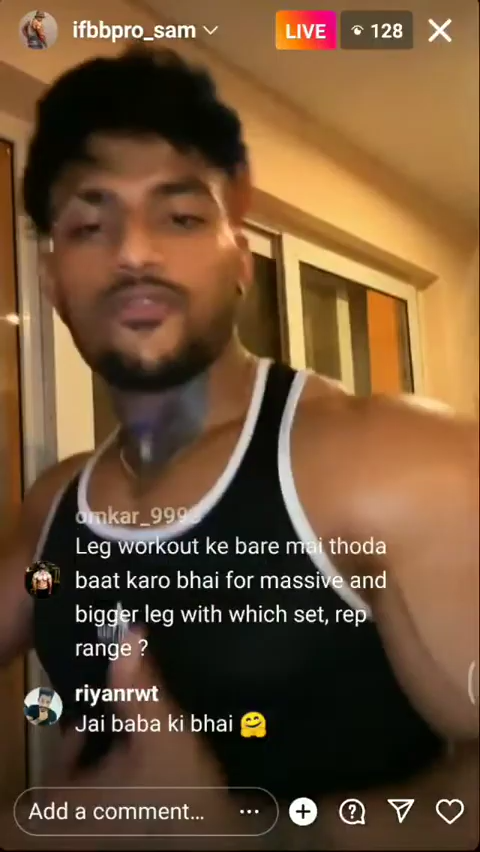 ifbbpro_sam
LIVE
128
omkar_999
Leg workout ke bare mai thoda
baat karo bhai for massive and
bigger leg with which set, rep
range ?
riyanrwt
Jai baba ki bhai 🤗
Add a comment...